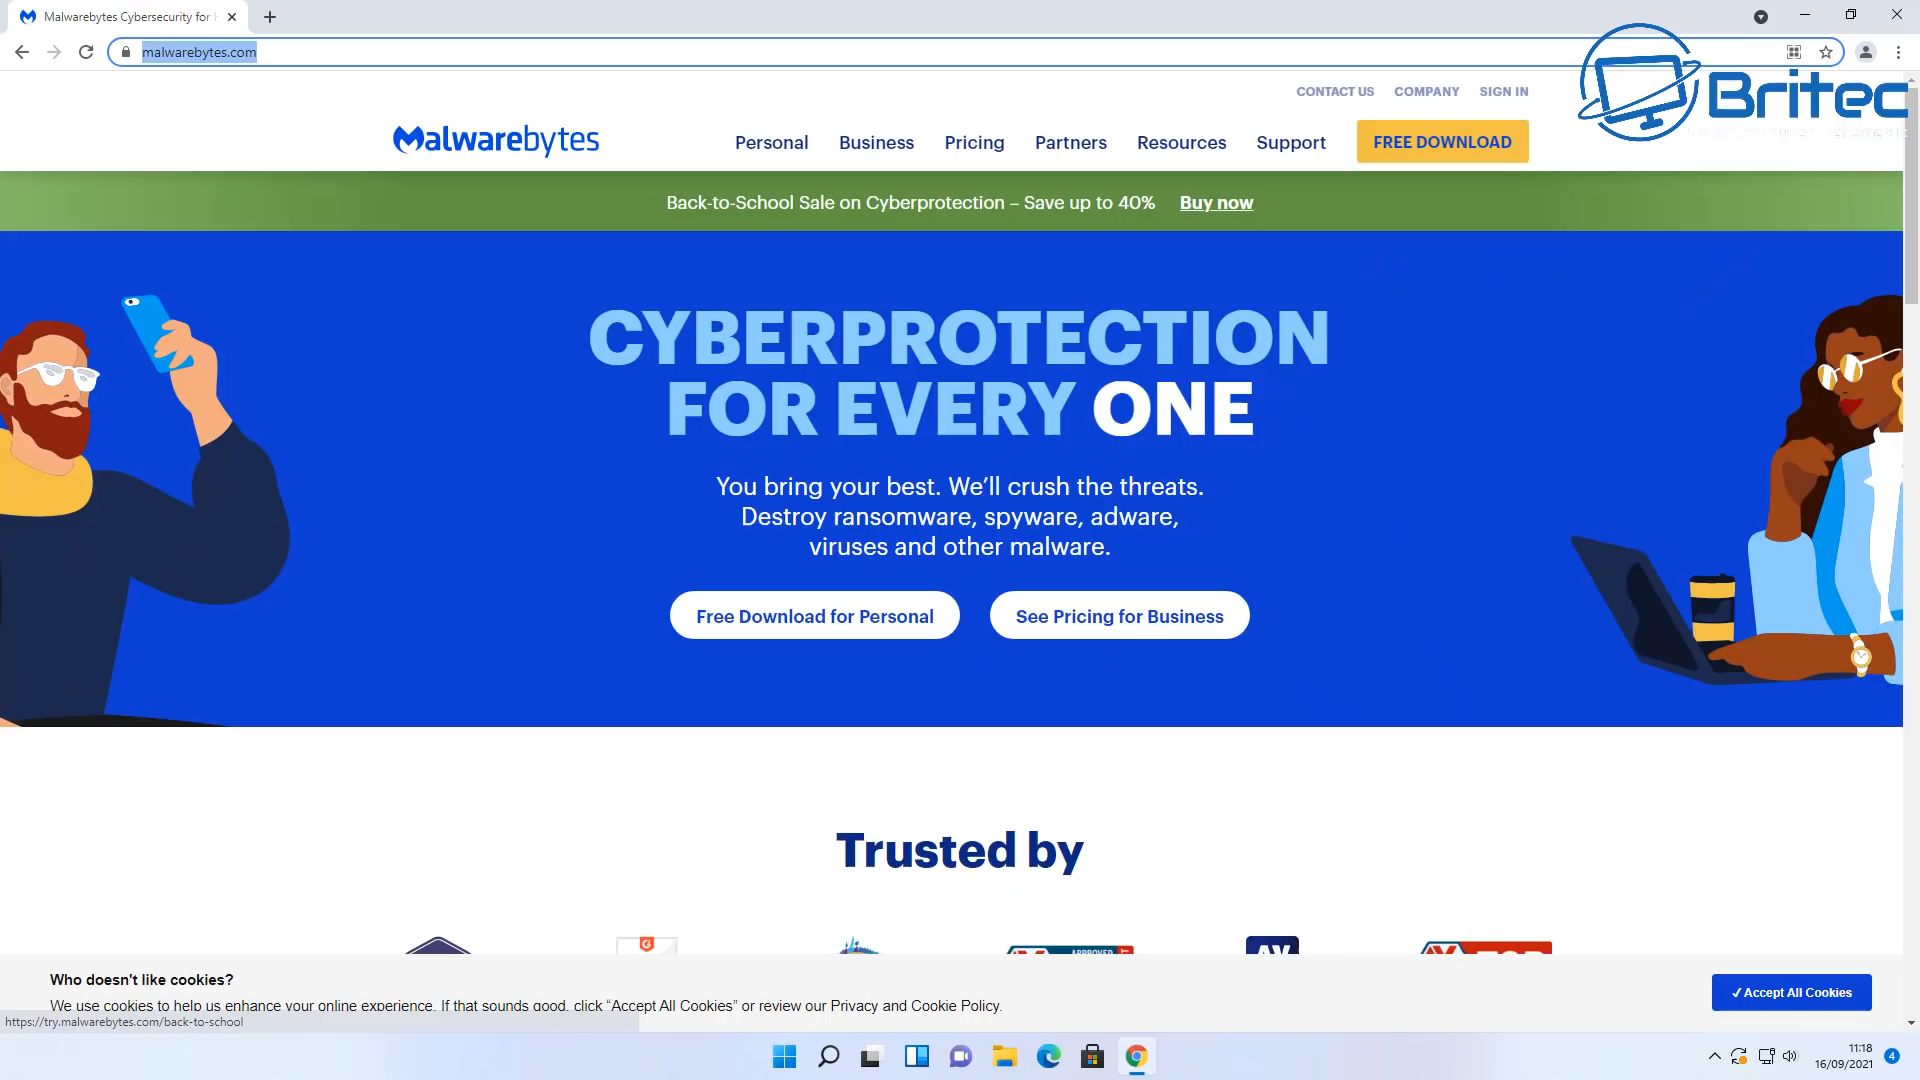 Malwarebytes Cybersecurity for H
malwarebytes.com
Britec
CONTACT US COMPANY SIGN IN
Malwarebytes
Personal Business Pricing Partners Resources Support FREE DOWNLOAD
Back-to-School Sale on Cyberprotection – Save up to 40% Buy now
CYBERPROTECTION
FOR EVERY ONE
You bring your best. We’ll crush the threats.
Destroy ransomware, spyware, adware,
viruses and other malware.
Free Download for Personal See Pricing for Business
Trusted by
APPROVED
AV
TOP
Who doesn't like cookies?
We use cookies to help us enhance your online experience. If that sounds good, click “Accept All Cookies” or review our Privacy and Cookie Policy.
✓ Accept All Cookies
https://try.malwarebytes.com/back-to-school
11:18
16/09/2021
4